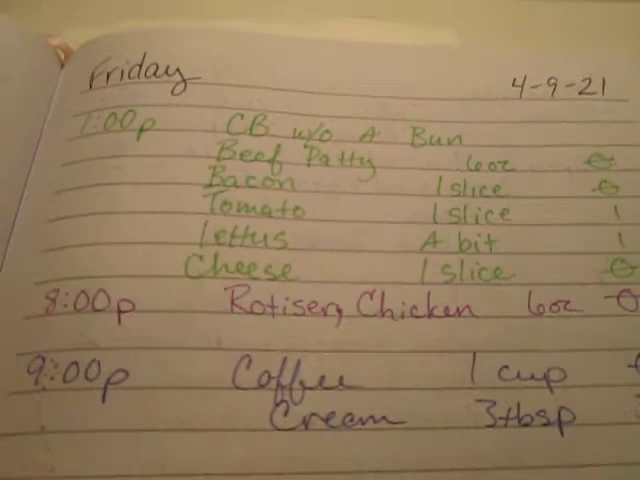 Friday 4-9-21
7:00p CB w/o A Bun
Beef Patty 6oz 0
Bacon 1 slice 0
Tomato 1 slice 1
lettus A bit 1
Cheese 1 slice 0
8:00p Rotisery Chicken 6oz 0
9:00p Coffee 1 cup
Cream 3tbsp